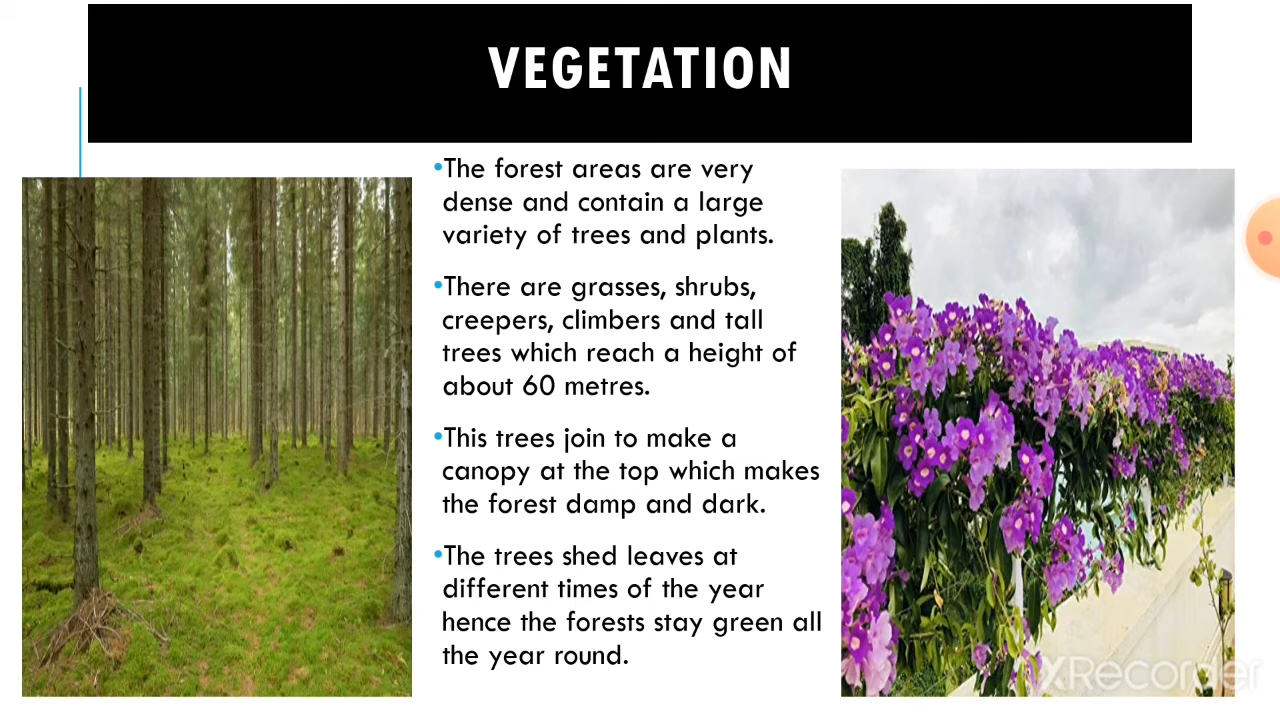 VEGETATION
•The forest areas are very
dense and contain a large
variety of trees and plants.
•There are grasses, shrubs,
creepers, climbers and tall
trees which reach a height of
about 60 metres.
•This trees join to make a
canopy at the top which makes
the forest damp and dark.
•The trees shed leaves at
different times of the year
hence the forests stay green all
the year round.
XRecorder